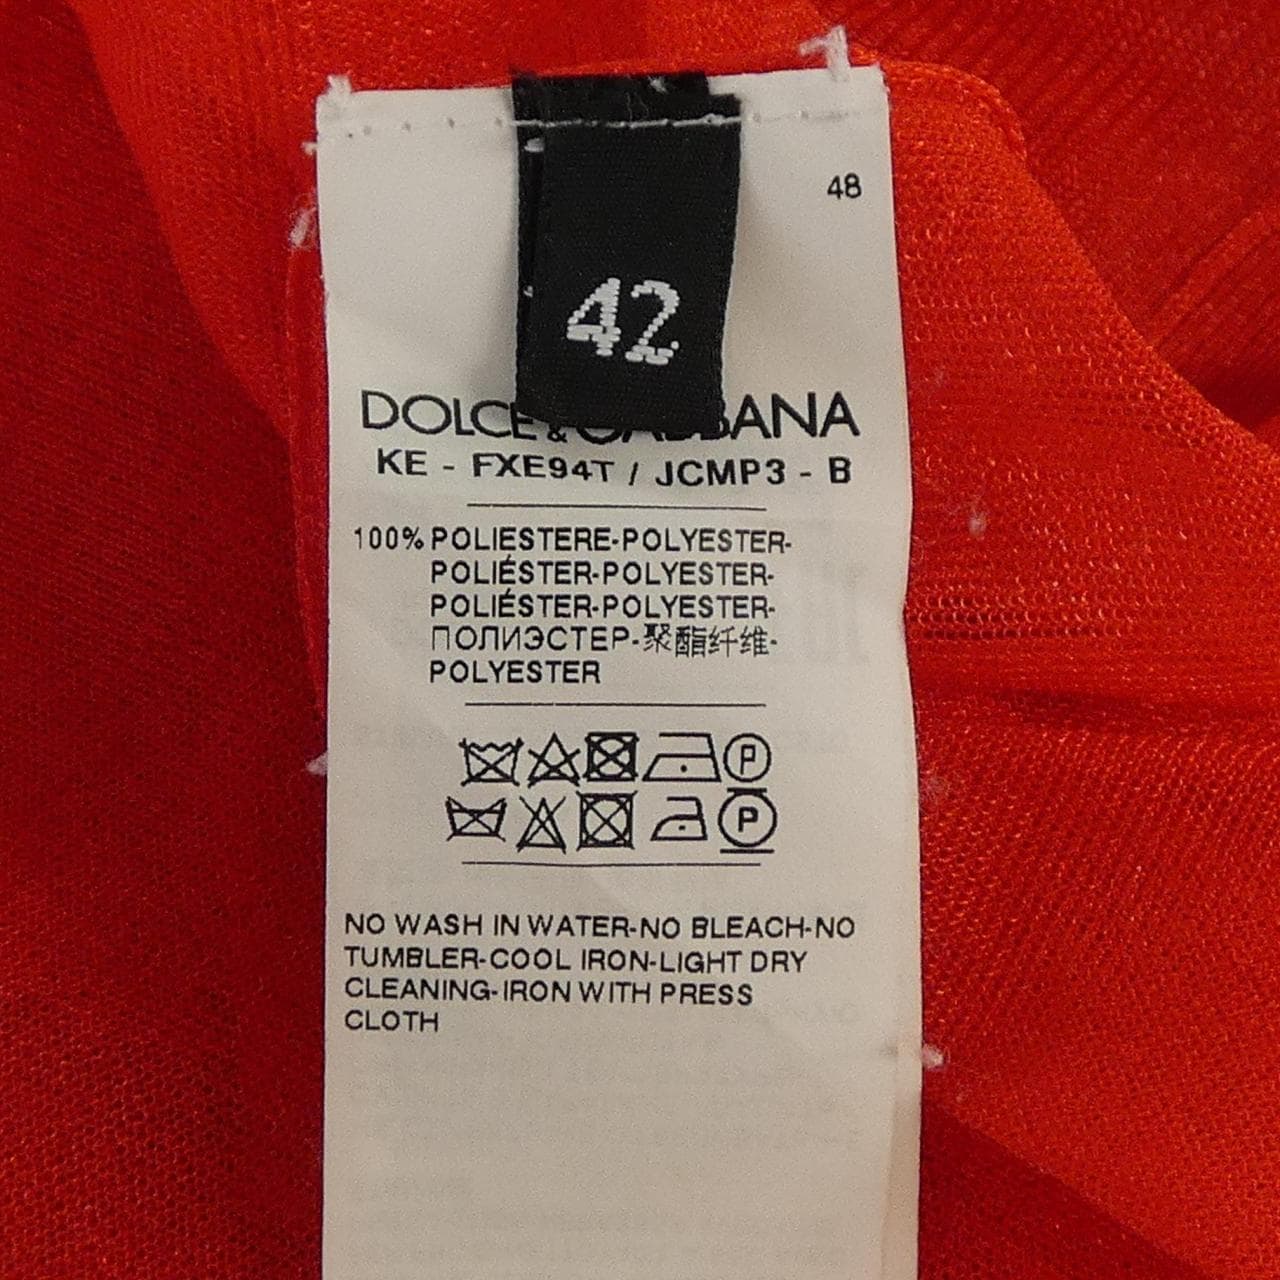 48
42
DOLCE & GABBANA
KE - FXE94T / JCMP3 - B
100% POLIESTERE-POLYESTER-
POLIÉSTER-POLYESTER-
POLIÉSTER-POLYESTER-
ПОЛИЭСТЕР-聚酯纤维-
POLYESTER
P
P
NO WASH IN WATER-NO BLEACH-NO
TUMBLER-COOL IRON-LIGHT DRY
CLEANING-IRON WITH PRESS
CLOTH